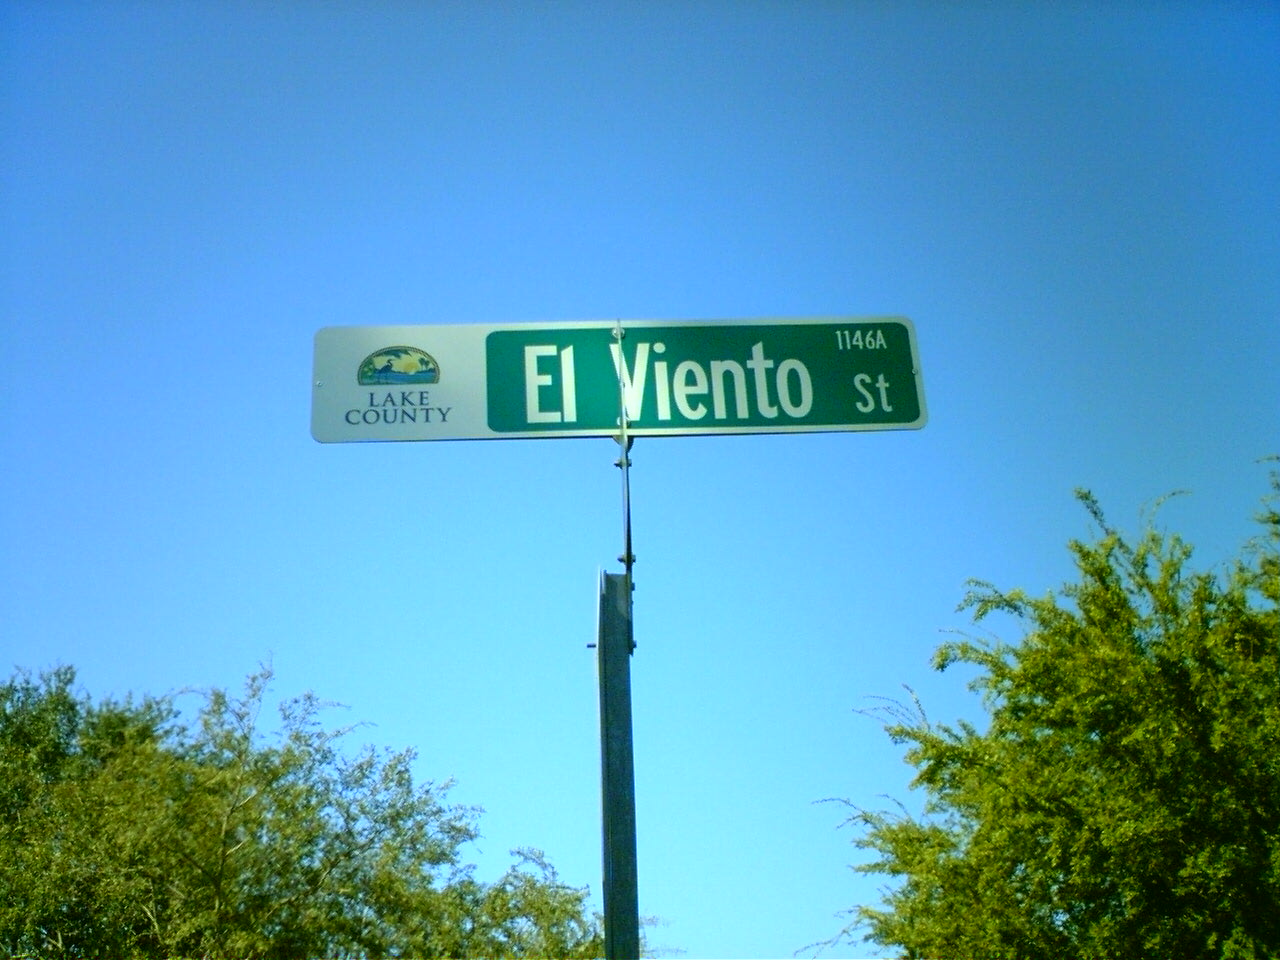 LAKE
COUNTY
El Viento St
1146A